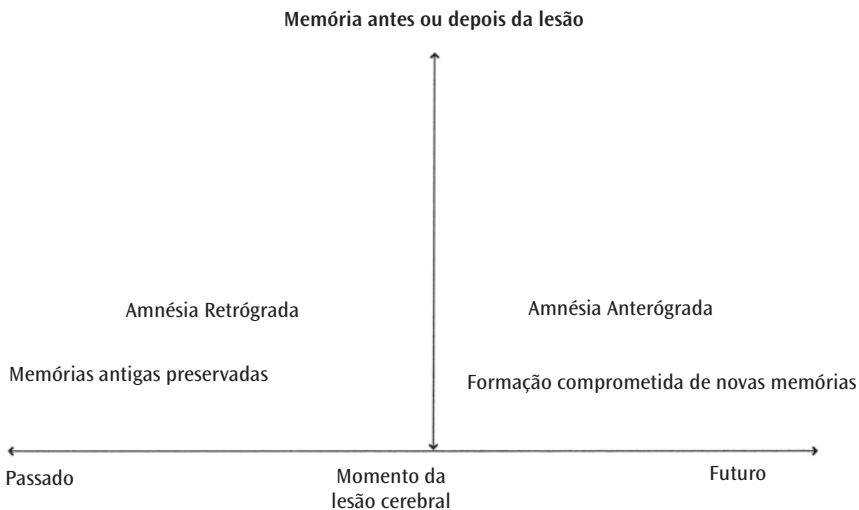 Memória antes ou depois da lesão
Amnésia Retrógrada
Amnésia Anterógrada
Memórias antigas preservadas
Formação comprometida de novas memórias
Passado
Momento da
lesão cerebral
Futuro